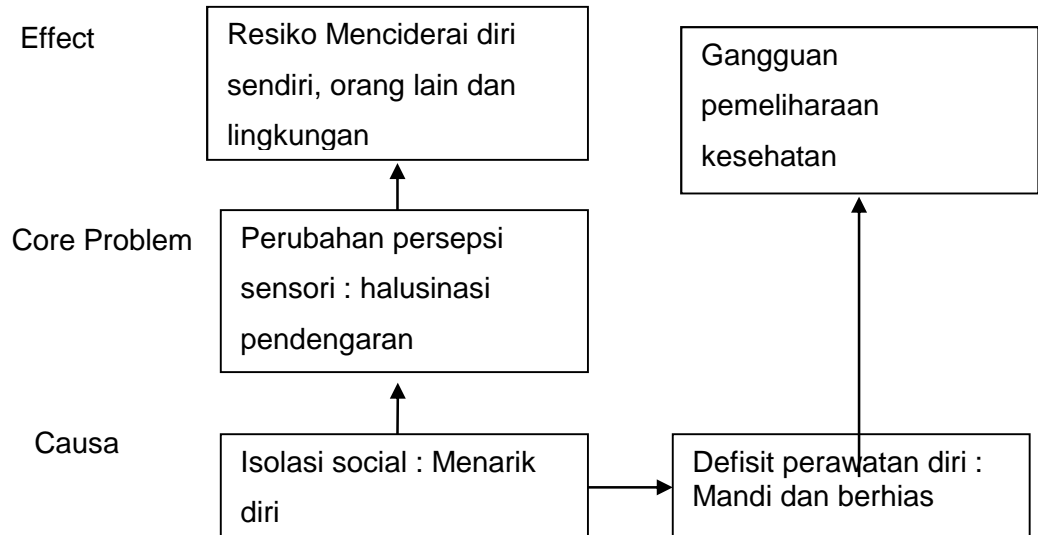 Effect
Resiko Menciderai diri
sendiri, orang lain dan
lingkungan
Gangguan
pemeliharaan
kesehatan
Core Problem
Perubahan persepsi
sensori : halusinasi
pendengaran
Causa
Isolasi social : Menarik
diri
Defisit perawatan diri :
Mandi dan berhias